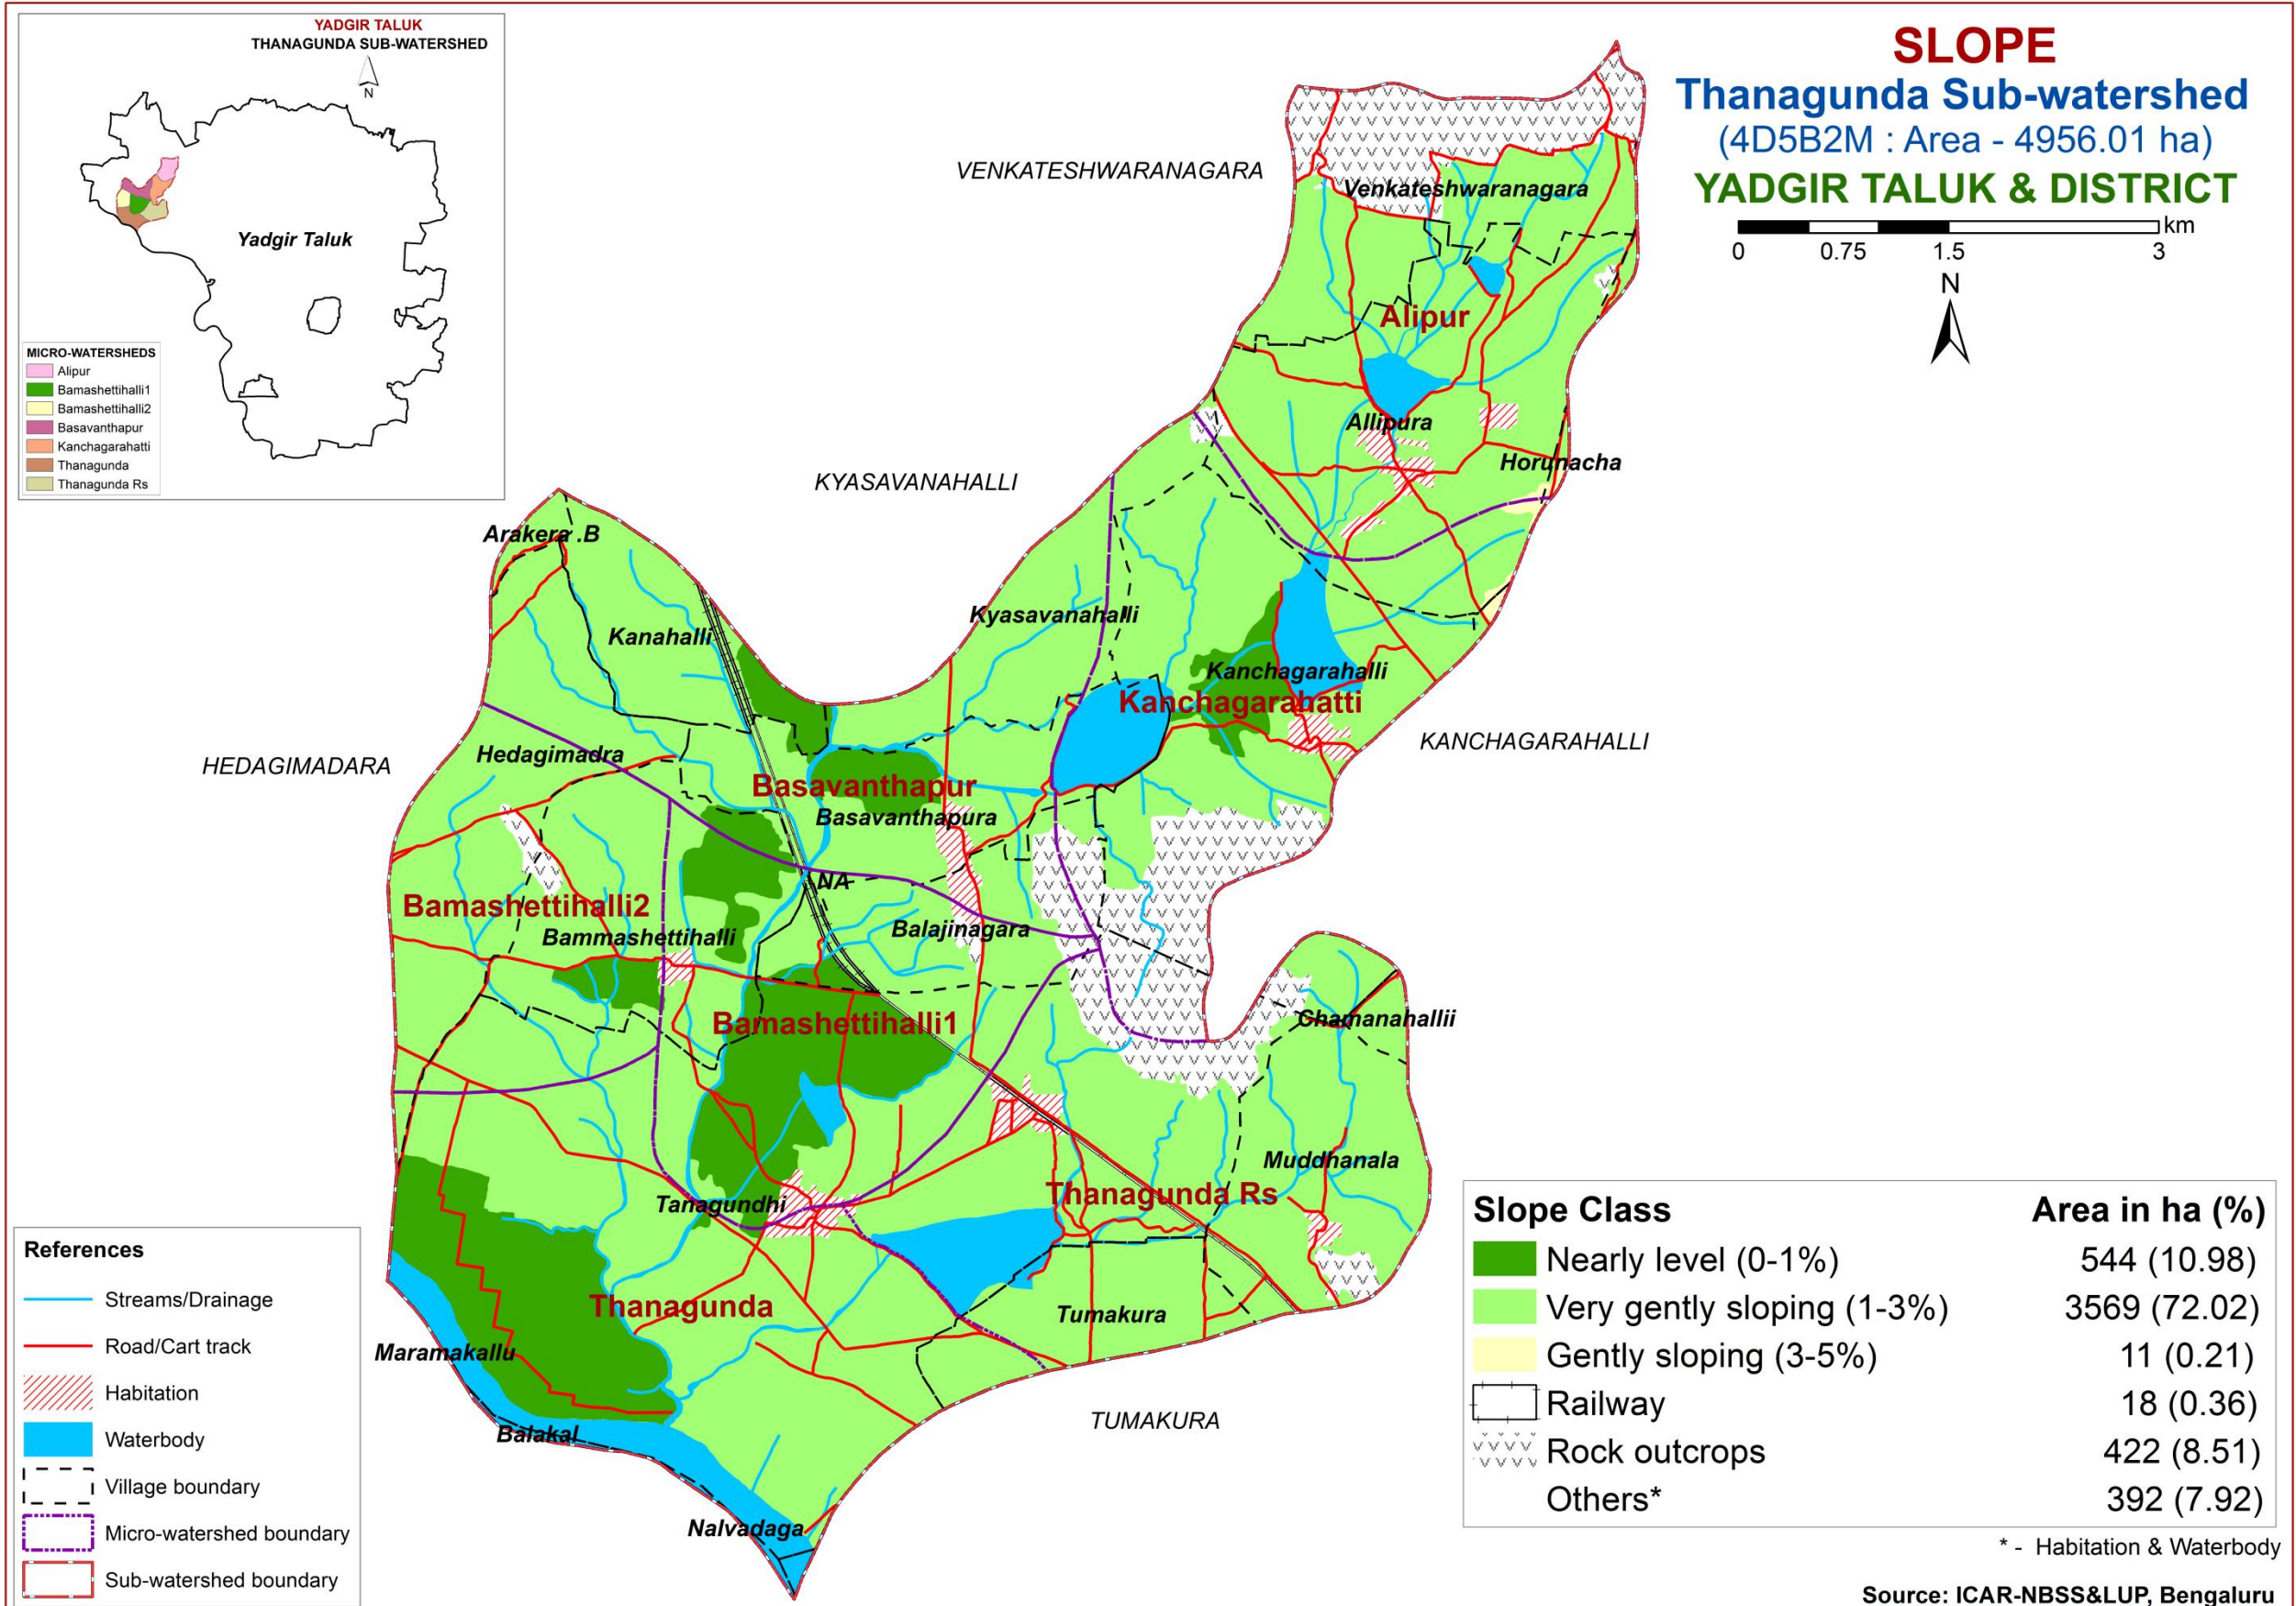 YADGIR TALUK
THANAGUNDA SUB-WATERSHED
N
Yadgir Taluk
MICRO-WATERSHEDS
Alipur
Bamashettihalli1
Bamashettihalli2
Basavanthapur
Kanchagarahatti
Thanagunda
Thanagunda Rs
SLOPE
Thanagunda Sub-watershed
(4D5B2M : Area - 4956.01 ha)
YADGIR TALUK & DISTRICT
km
0 0.75 1.5 3
N
VENKATESHWARANAGARA
Venkateshwaranagara
Alipur
Allipura
Horunacha
KYASAVANAHALLI
Arakera .B
Kanahalli
Kyasavanahalli
Kanchagarahalli
Kanchagarahatti
KANCHAGARAHALLI
HEDAGIMADARA
Hedagimadra
Basavanthapur
Basavanthapura
NA
Bamashettihalli2
Bammashettihalli
Balajinagara
Bamashettihalli1
Chamanahallii
Muddhanala
Tanagundhi
Thanagunda Rs
Thanagunda
Tumakura
Maramakallu
Balakal
TUMAKURA
Nalvadaga
References
Streams/Drainage
Road/Cart track
Habitation
Waterbody
Village boundary
Micro-watershed boundary
Sub-watershed boundary
Slope Class Area in ha (%)
Nearly level (0-1%) 544 (10.98)
Very gently sloping (1-3%) 3569 (72.02)
Gently sloping (3-5%) 11 (0.21)
Railway 18 (0.36)
Rock outcrops 422 (8.51)
Others* 392 (7.92)
* - Habitation & Waterbody
Source: ICAR-NBSS&LUP, Bengaluru